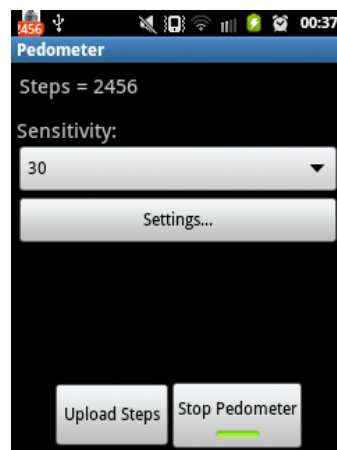 2456 00:37
Pedometer
Steps = 2456
Sensitivity:
30
Settings...
Upload Steps Stop Pedometer